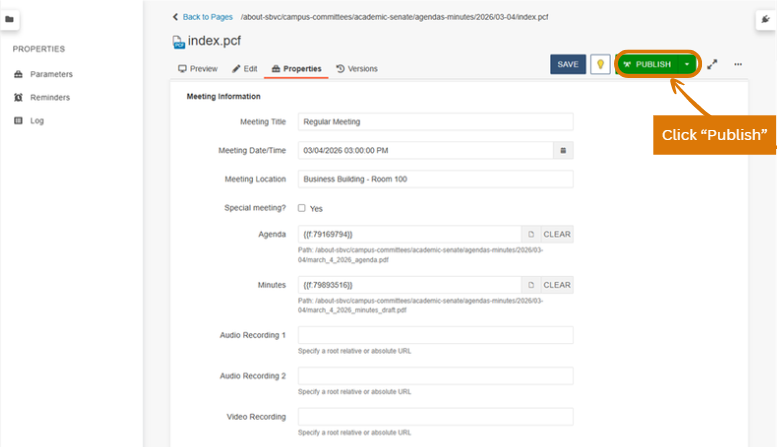 Back to Pages /about-sbvc/campus-committees/academic-senate/agendas-minutes/2026/03-04/index.pcf
index.pcf
PROPERTIES
Parameters
Reminders
Log
Preview Edit Properties Versions
SAVE PUBLISH
Click “Publish”
Meeting Information
Meeting Title Regular Meeting
Meeting Date/Time 03/04/2026 03:00:00 PM
Meeting Location Business Building - Room 100
Special meeting? Yes
Agenda {{f:79169794}} CLEAR
Path: /about-sbvc/campus-committees/academic-senate/agendas-minutes/2026/03-
04/march_4_2026_agenda.pdf
Minutes {{f:79893516}} CLEAR
Path: /about-sbvc/campus-committees/academic-senate/agendas-minutes/2026/03-
04/march_4_2026_minutes_draft.pdf
Audio Recording 1
Specify a root relative or absolute URL
Audio Recording 2
Specify a root relative or absolute URL
Video Recording
Specify a root relative or absolute URL